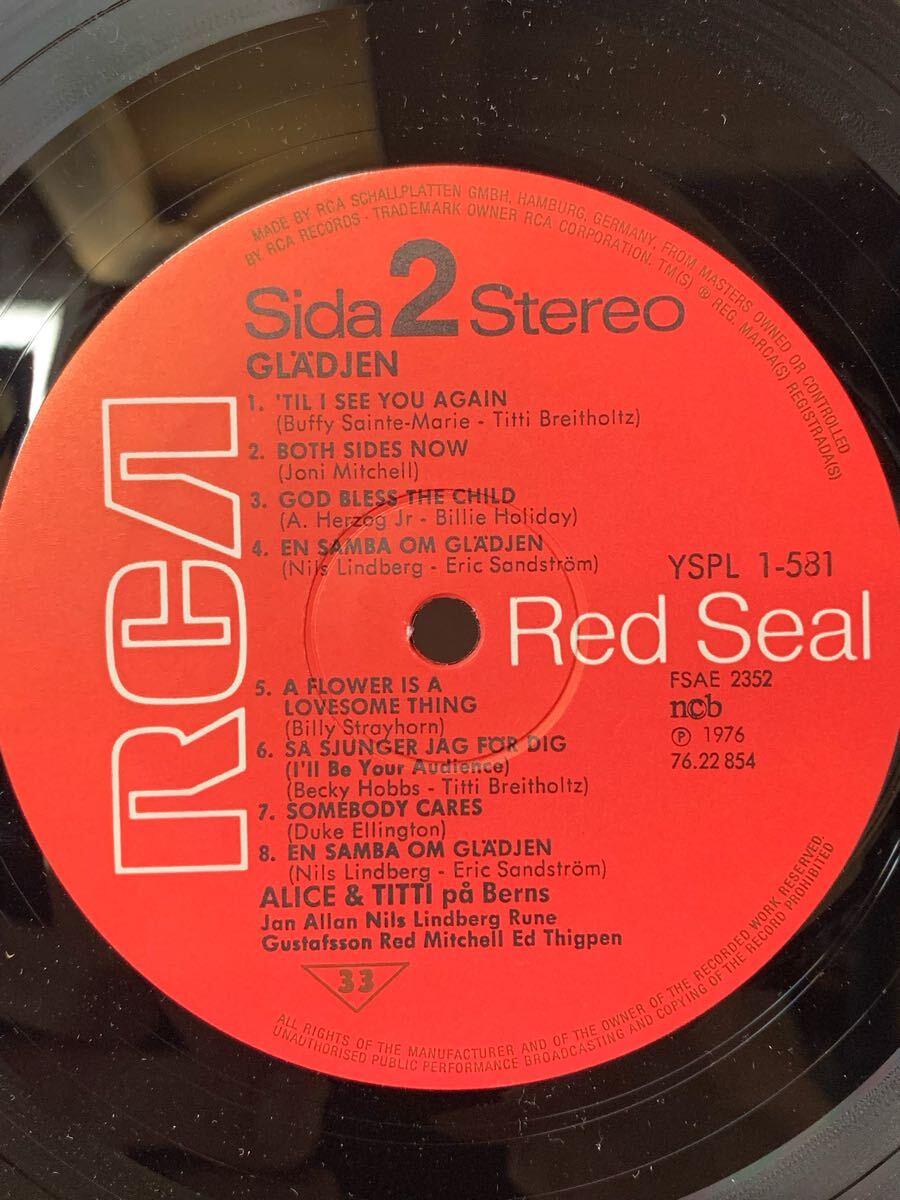 MADE BY RCA SCHALLPLATTEN GMBH, HAMBURG, GERMANY, FROM MASTERS OWNED OR CONTROLLED
BY RCA RECORDS · TRADEMARK OWNER RCA CORPORATION. TM(S) ® REG. MARCA(S) REGISTRADA(S)
Sida 2 Stereo
GLÄDJEN
1. 'TIL I SEE YOU AGAIN
(Buffy Sainte-Marie - Titti Breitholtz)
2. BOTH SIDES NOW
(Joni Mitchell)
3. GOD BLESS THE CHILD
(A. Herzog Jr - Billie Holiday)
4. EN SAMBA OM GLÄDJEN
(Nils Lindberg - Eric Sandström)
YSPL 1-581
RCA
Red Seal
FSAE 2352
ncb
℗ 1976
76.22 854
5. A FLOWER IS A
LOVESOME THING
(Billy Strayhorn)
6. SÅ SJUNGER JAG FÖR DIG
(I'll Be Your Audience)
(Becky Hobbs - Titti Breitholtz)
7. SOMEBODY CARES
(Duke Ellington)
8. EN SAMBA OM GLÄDJEN
(Nils Lindberg - Eric Sandström)
ALICE & TITTI på Berns
Jan Allan Nils Lindberg Rune
Gustafsson Red Mitchell Ed Thigpen
33
ALL RIGHTS OF THE MANUFACTURER AND OF THE OWNER OF THE RECORDED WORK RESERVED.
UNAUTHORISED PUBLIC PERFORMANCE BROADCASTING AND COPYING OF THE RECORD PROHIBITED